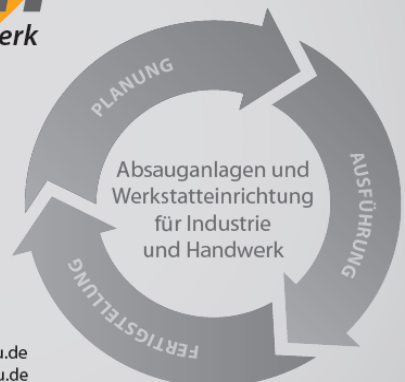 erk
PLANUNG
AUSFÜHRUNG
FERTIGSTELLUNG
Absauganlagen und
Werkstatteinrichtung
für Industrie
und Handwerk
u.de
u.de